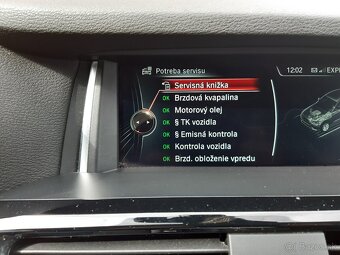 Potreba servisu
12:02
EXP
Servisná knižka
OK Brzdová kvapalina
OK Motorový olej
OK § TK vozidla
OK § Emisná kontrola
OK Kontrola vozidla
OK Brzd. obloženie vpredu